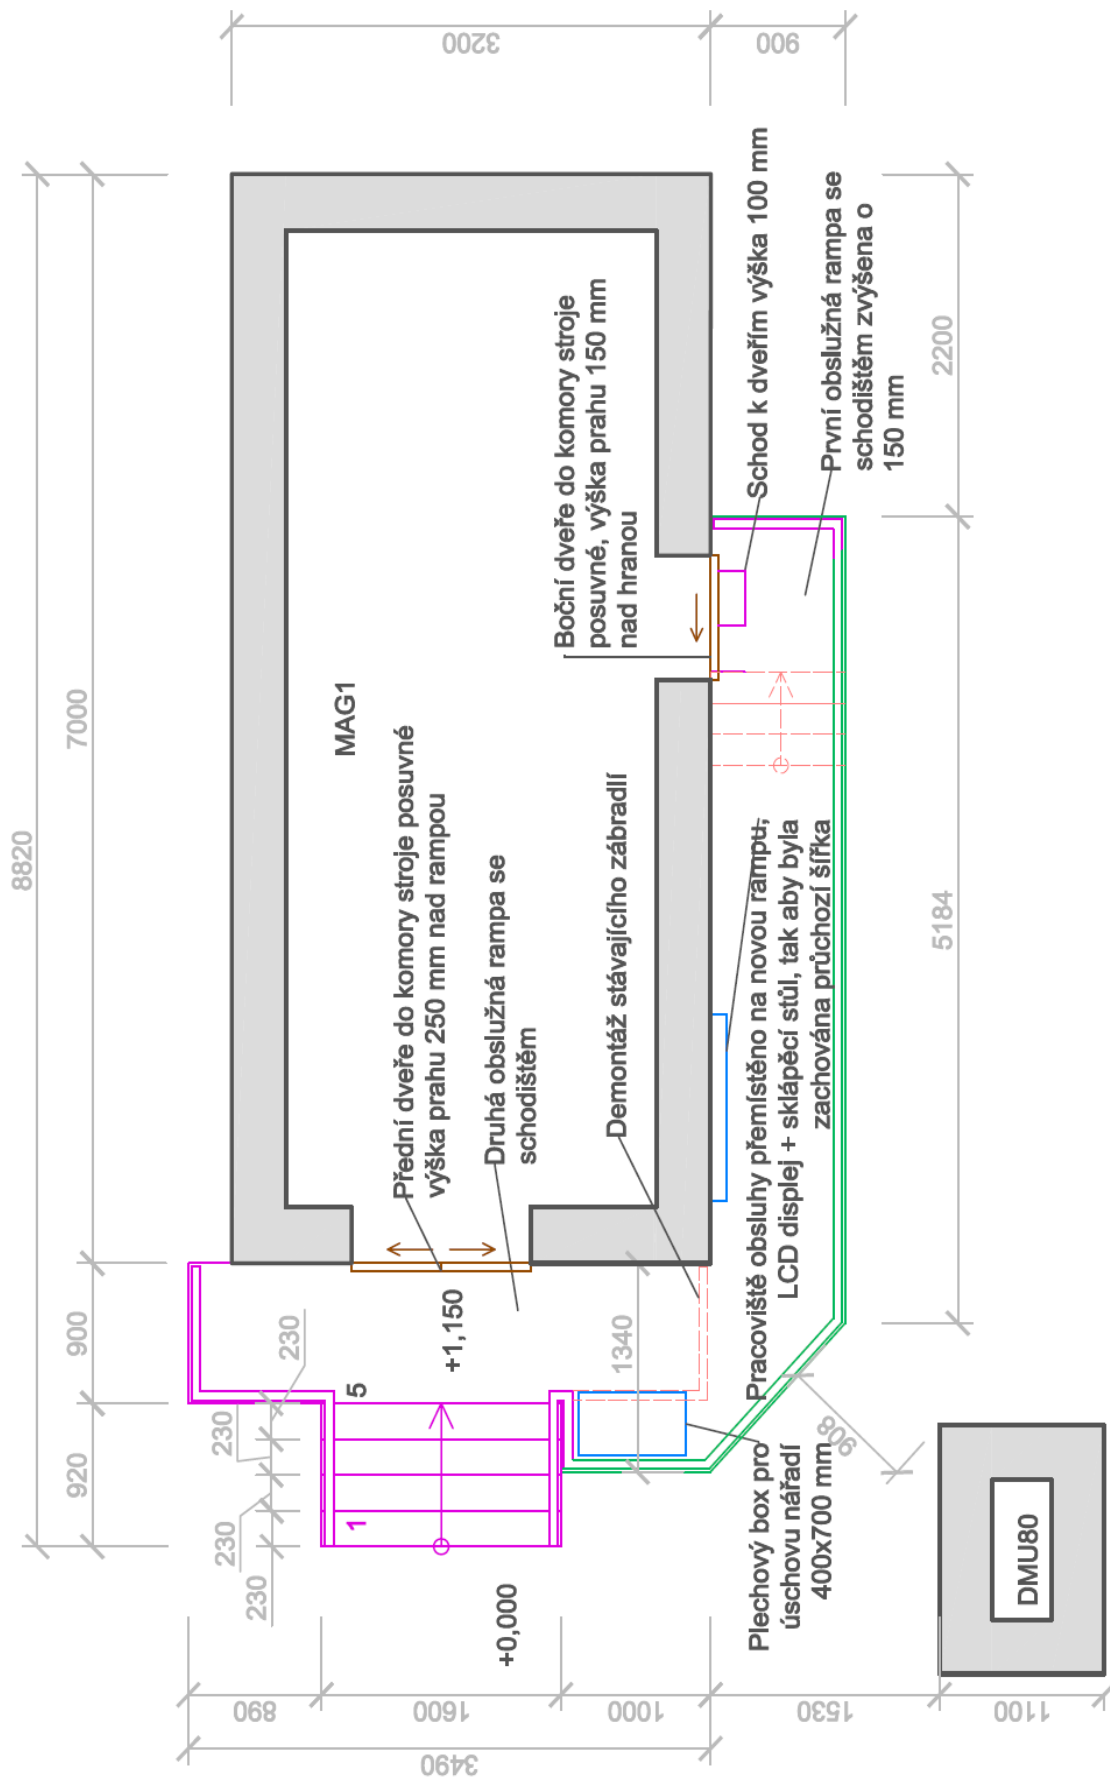 8820
7000
900
920
230
230
230
230
3200
900
MAG1
Přední dveře do komory stroje posuvné
výška prahu 250 mm nad rampou
Druhá obslužná rampa se
schodištěm
Boční dveře do komory stroje
posuvné, výška prahu 150 mm
nad hranou
Demontáž stávajícího zábradlí
Schod k dveřím výška 100 mm
První obslužná rampa se
schodištěm zvýšena o
150 mm
Pracoviště obsluhy přemístěno na novou rampu,
LCD displej + sklápěcí stůl, tak aby byla
zachována průchozí šířka
Plechový box pro
úschovu nářadí
400x700 mm
+1,150
+0,000
5
1
1340
908
2200
5184
890
1600
1000
1530
1100
3490
DMU80